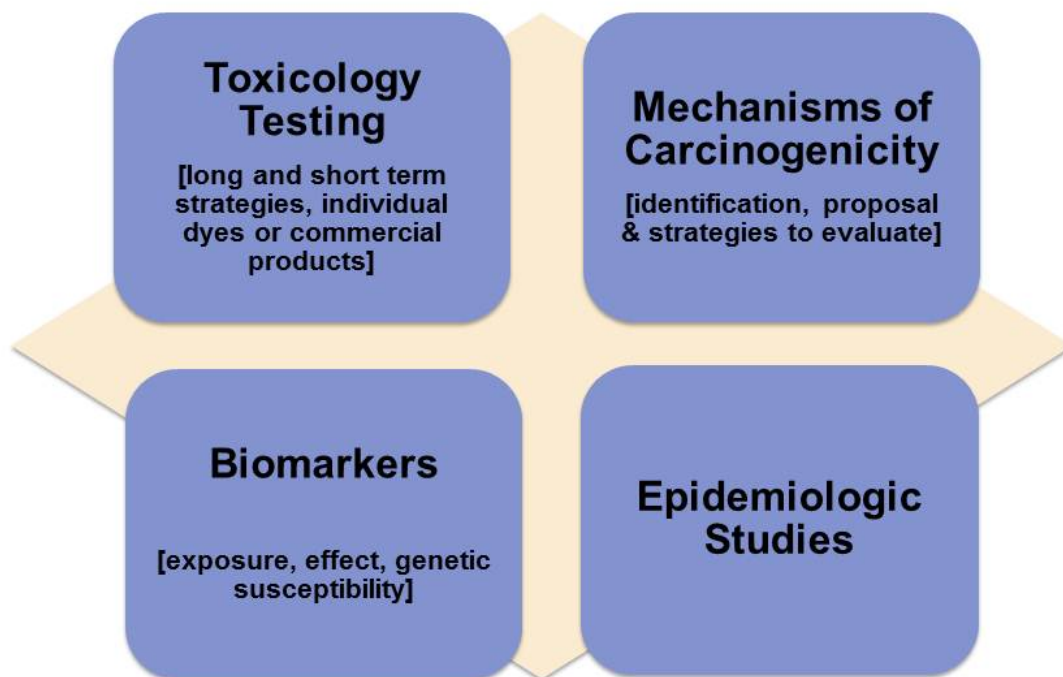 Toxicology
Testing
[long and short term
strategies, individual
dyes or commercial
products]
Mechanisms of
Carcinogenicity
[identification, proposal
& strategies to evaluate]
Biomarkers
[exposure, effect, genetic
susceptibility]
Epidemiologic
Studies